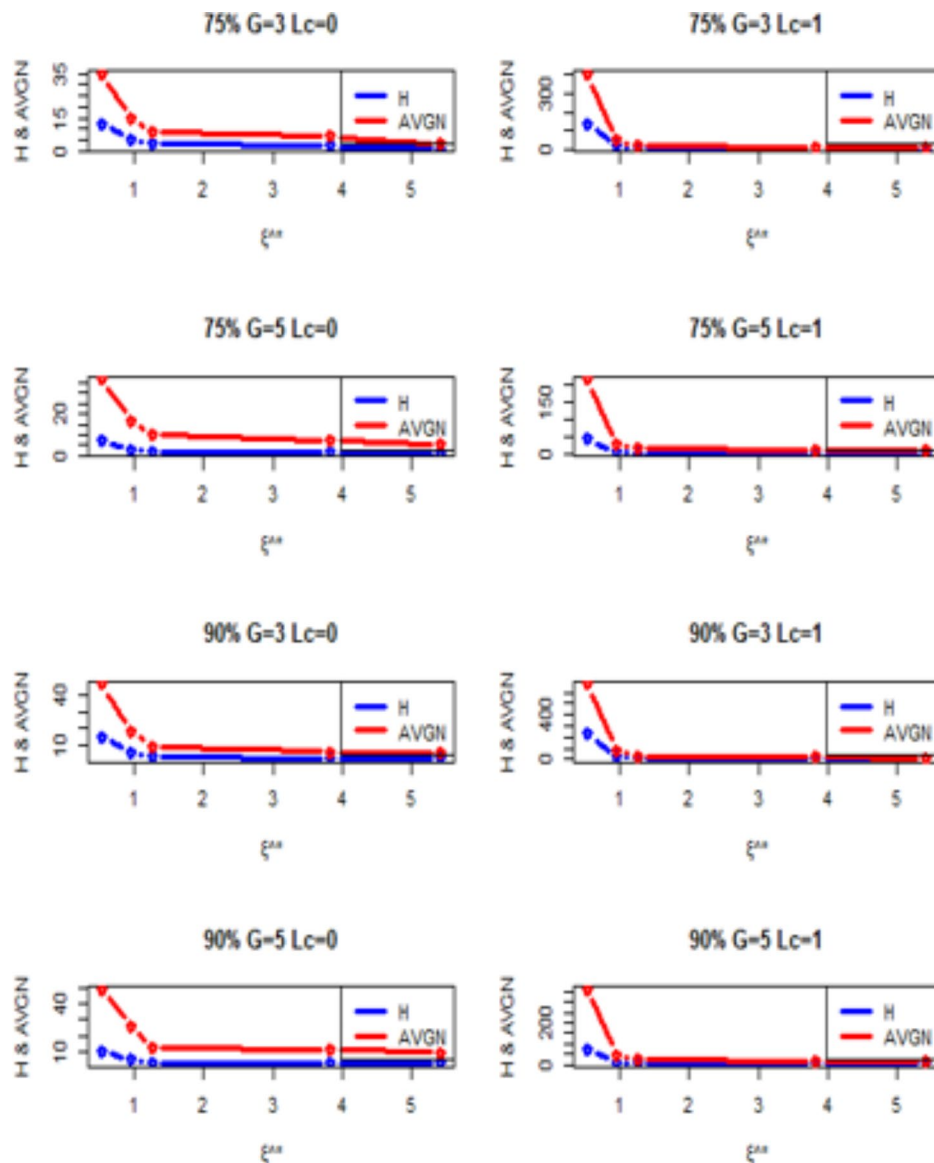 75% G=3 Lc=0
H & AVGN
0 15 35
H
AVGN
1 2 3 4 5
75% G=3 Lc=1
H & AVGN
0 300
H
AVGN
1 2 3 4 5
75% G=5 Lc=0
H & AVGN
0 20
H
AVGN
1 2 3 4 5
75% G=5 Lc=1
H & AVGN
0 150
H
AVGN
1 2 3 4 5
90% G=3 Lc=0
H & AVGN
10 40
H
AVGN
1 2 3 4 5
90% G=3 Lc=1
H & AVGN
0 400
H
AVGN
1 2 3 4 5
90% G=5 Lc=0
H & AVGN
10 40
H
AVGN
1 2 3 4 5
90% G=5 Lc=1
H & AVGN
0 200
H
AVGN
1 2 3 4 5